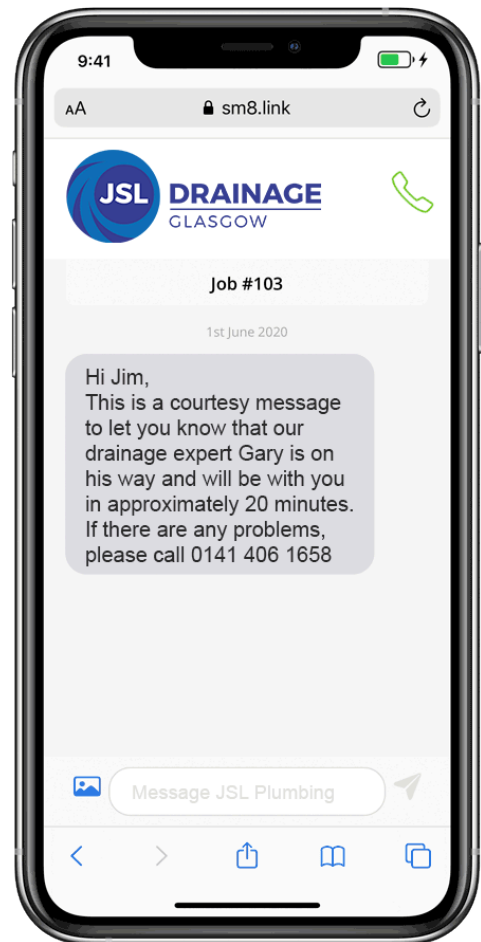 9:41
AA
sm8.link
JSL
DRAINAGE
GLASGOW
Job #103
1st June 2020
Hi Jim,
This is a courtesy message
to let you know that our
drainage expert Gary is on
his way and will be with you
in approximately 20 minutes.
If there are any problems,
please call 0141 406 1658
Message JSL Plumbing